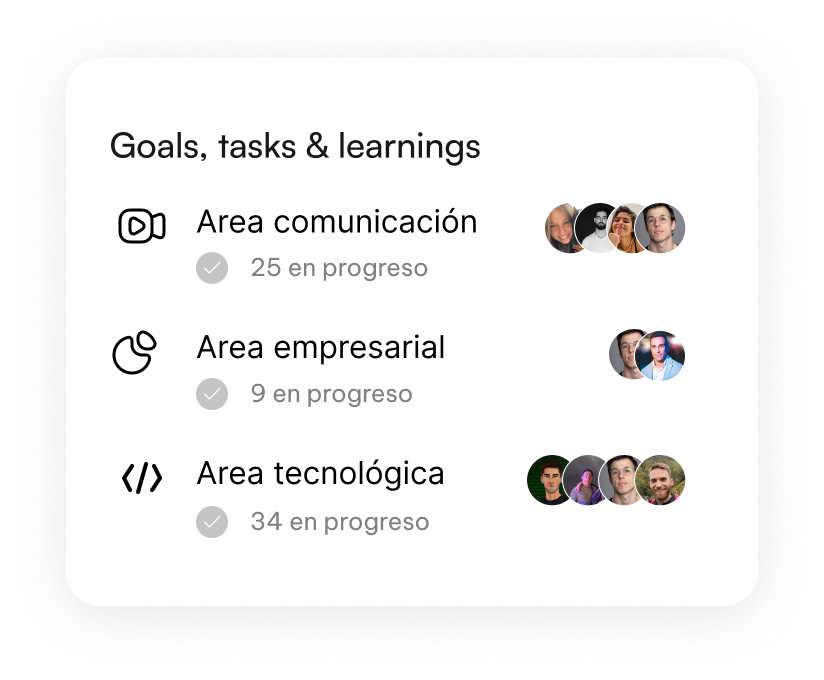 Goals, tasks & learnings
Area comunicación
25 en progreso
Area empresarial
9 en progreso
Area tecnológica
34 en progreso